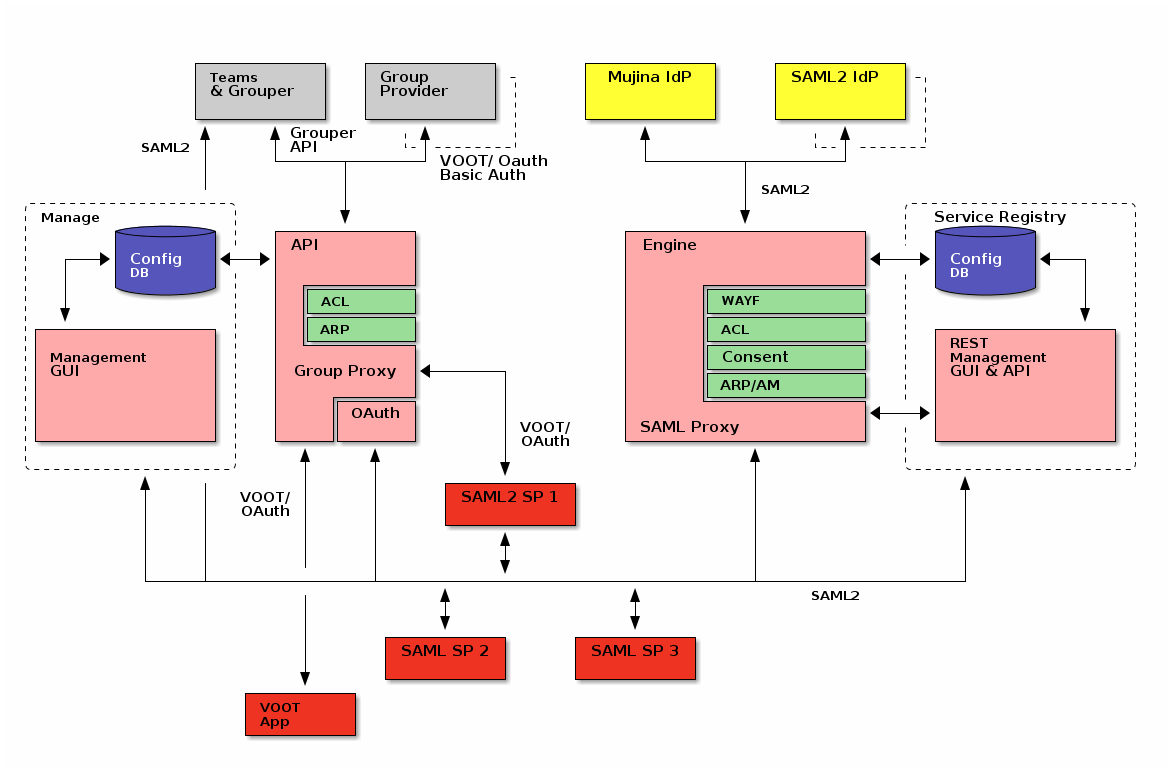 Teams
& Grouper
Group
Provider
Mujina IdP
SAML2 IdP
SAML2
Grouper
API
VOOT/ Oauth
Basic Auth
SAML2
Manage
Config
DB
Management
GUI
API
ACL
ARP
Group Proxy
OAuth
Engine
WAYF
ACL
Consent
ARP/AM
SAML Proxy
Service Registry
Config
DB
REST
Management
GUI & API
VOOT/
OAuth
VOOT/
OAuth
SAML2 SP 1
SAML2
SAML SP 2
SAML SP 3
VOOT
App